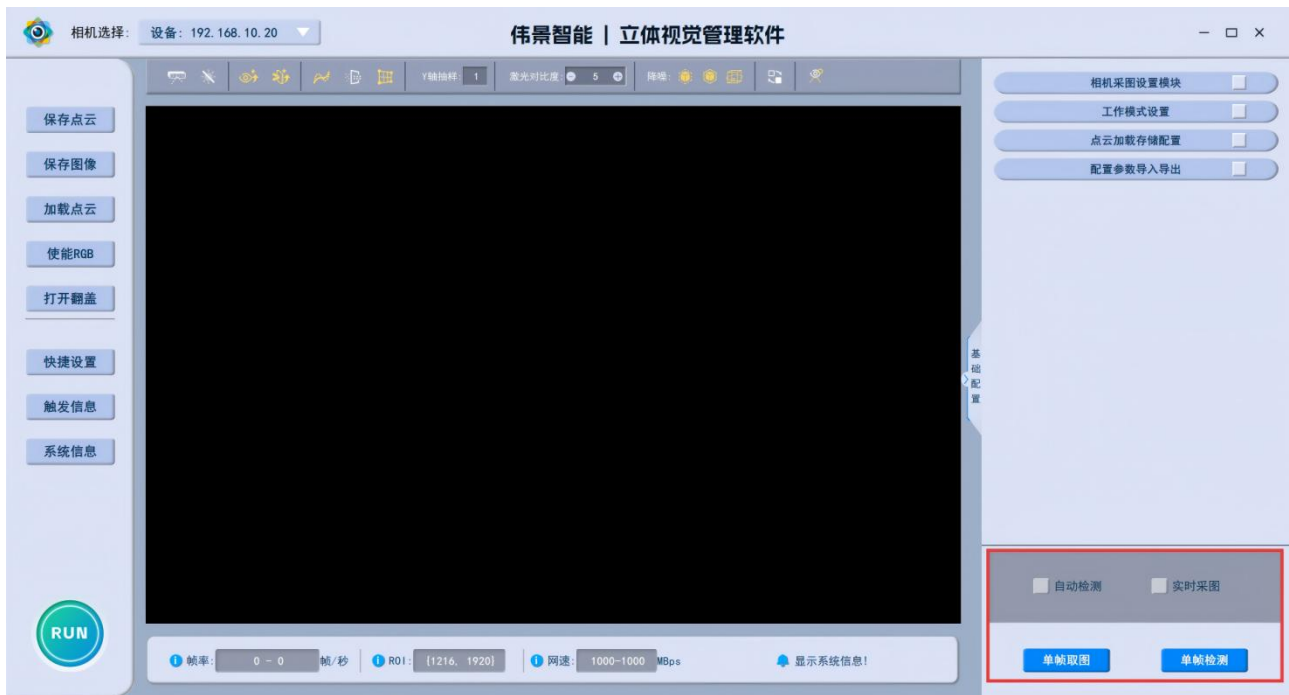 相机选择: 设备: 192.168.10.20
伟景智能 | 立体视觉管理软件
Y轴抽样: 1 激光对比度 5 降噪:
保存点云
保存图像
加载点云
使能RGB
打开翻盖
快捷设置
触发信息
系统信息
RUN
相机采图设置模块
工作模式设置
点云加载存储配置
配置参数导入导出
基础配置
自动检测 实时采图
单帧取图 单帧检测
帧率: 0 - 0 帧/秒 ROI: {1216, 1920} 网速: 1000-1000 MBps 显示系统信息!